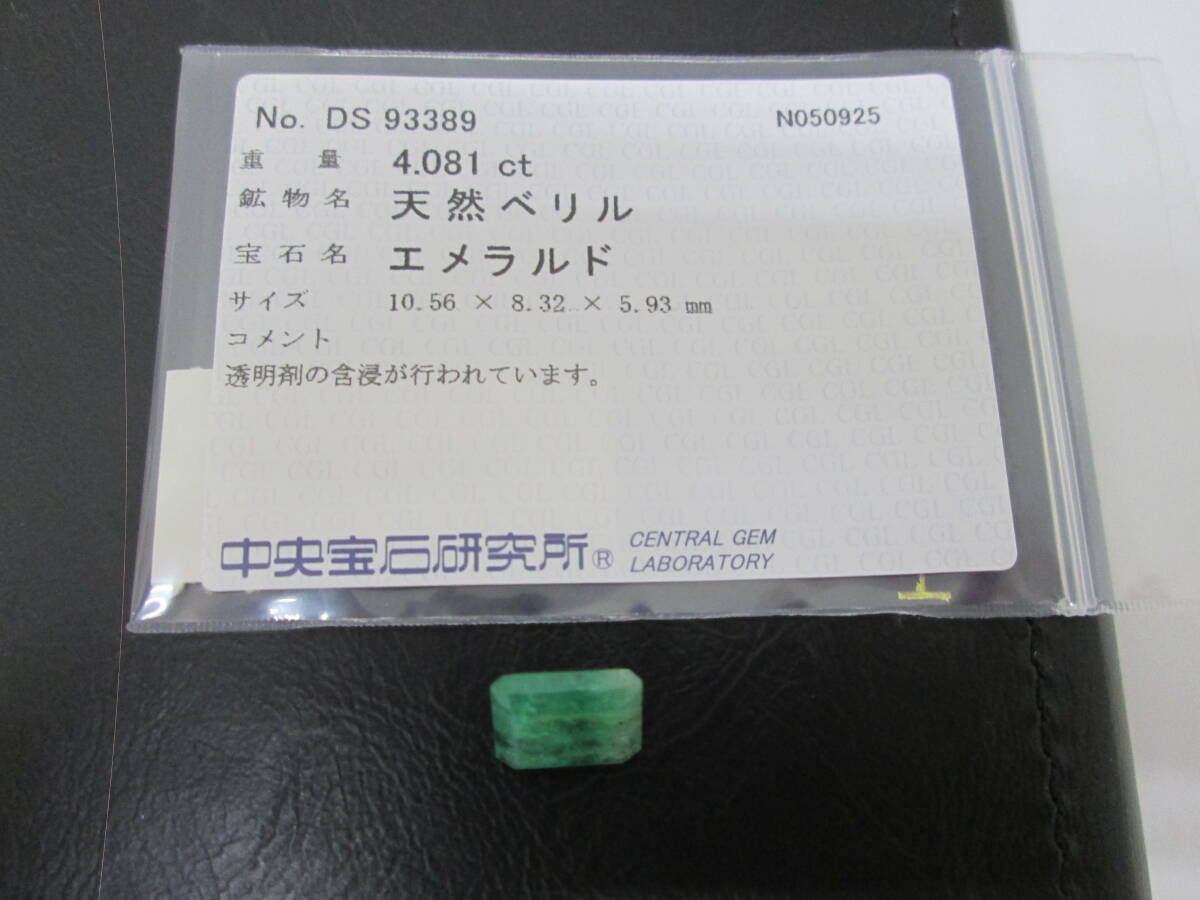 No. DS 93389 N050925
重 量 4.081 ct
鉱物名 天然ベリル
宝石名 エメラルド
サイズ 10.56 × 8.32 × 5.93 ㎜
コメント
透明剤の含浸が行われています。
中央宝石研究所® CENTRAL GEM
LABORATORY